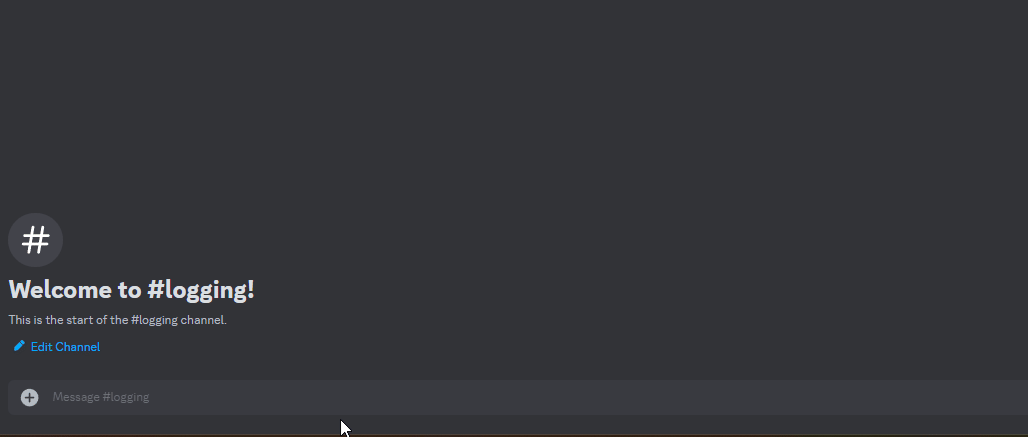 #
Welcome to #logging!
This is the start of the #logging channel.
Edit Channel
Message #logging